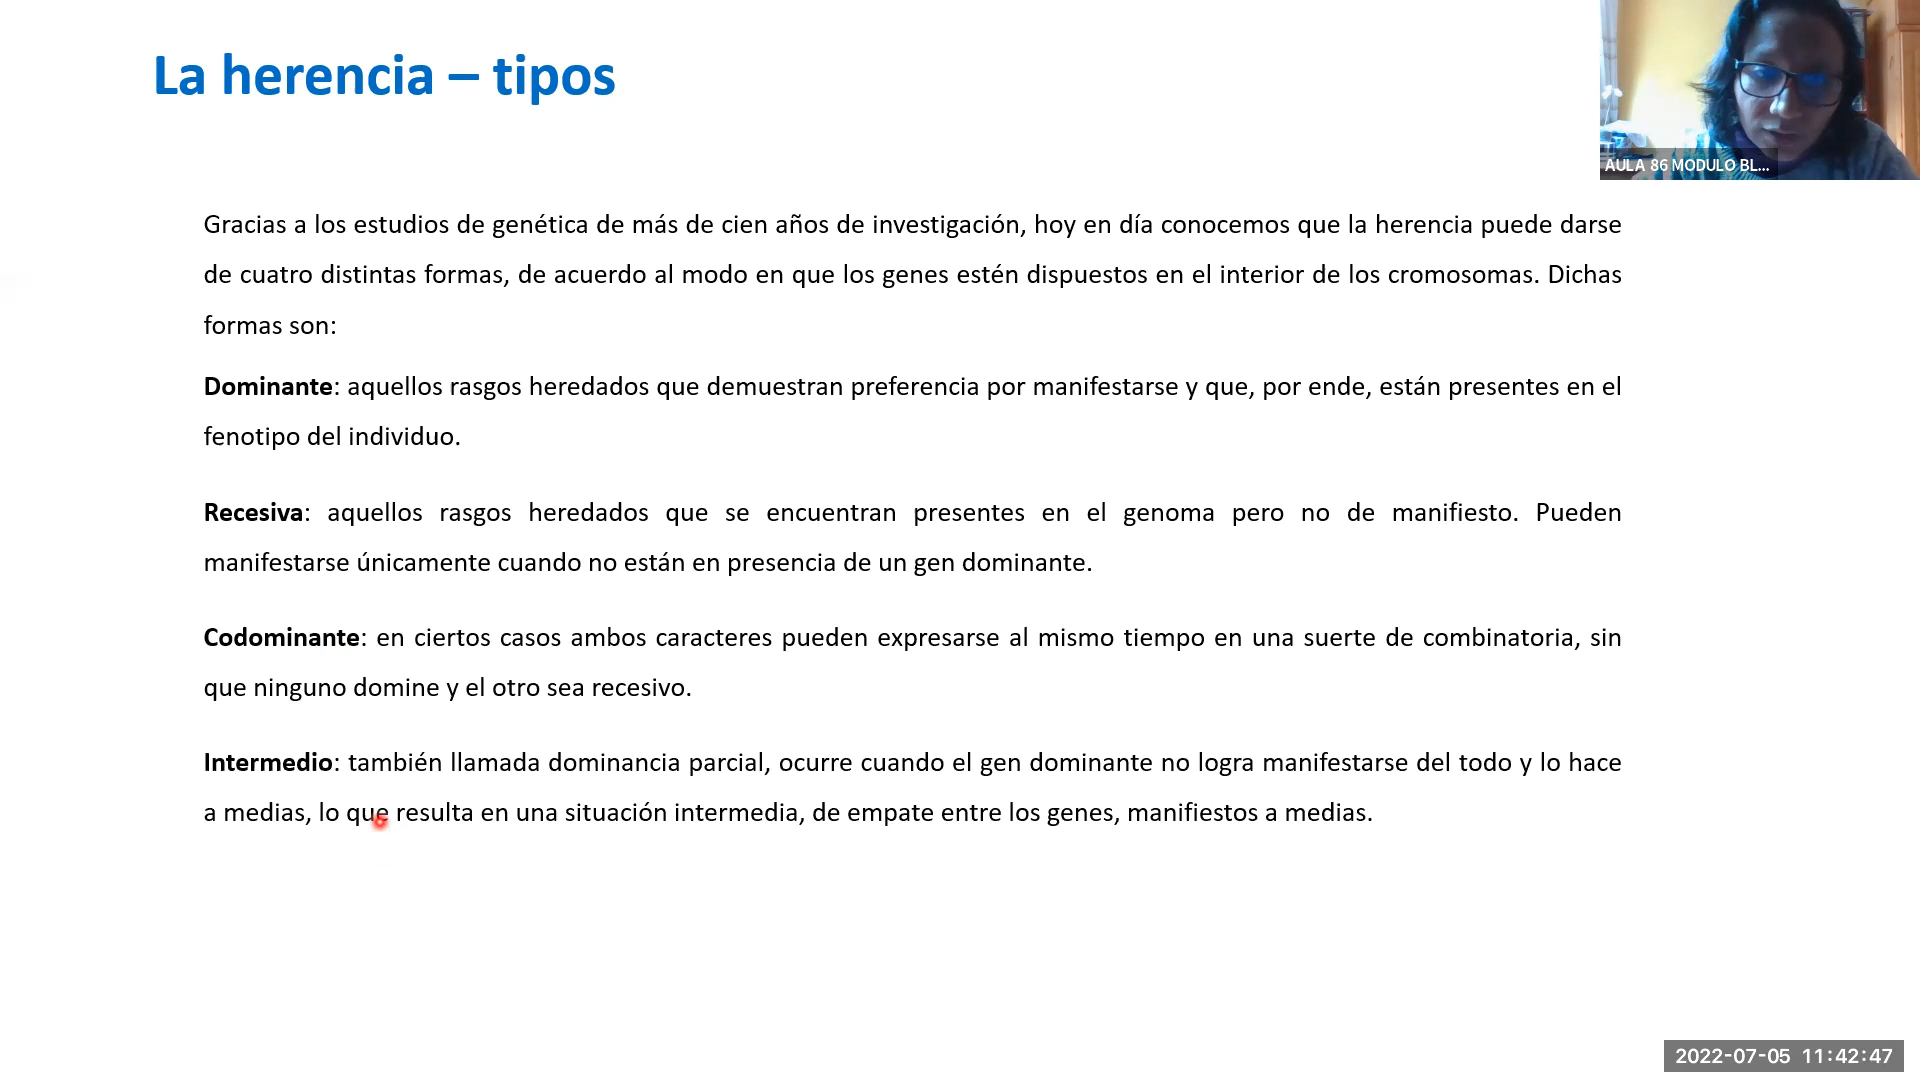 La herencia – tipos
AULA 86 MODULO BL...
Gracias a los estudios de genética de más de cien años de investigación, hoy en día conocemos que la herencia puede darse
de cuatro distintas formas, de acuerdo al modo en que los genes estén dispuestos en el interior de los cromosomas. Dichas
formas son:
Dominante: aquellos rasgos heredados que demuestran preferencia por manifestarse y que, por ende, están presentes en el
fenotipo del individuo.
Recesiva: aquellos rasgos heredados que se encuentran presentes en el genoma pero no de manifiesto. Pueden
manifestarse únicamente cuando no están en presencia de un gen dominante.
Codominante: en ciertos casos ambos caracteres pueden expresarse al mismo tiempo en una suerte de combinatoria, sin
que ninguno domine y el otro sea recesivo.
Intermedio: también llamada dominancia parcial, ocurre cuando el gen dominante no logra manifestarse del todo y lo hace
a medias, lo que resulta en una situación intermedia, de empate entre los genes, manifiestos a medias.
2022-07-05 11:42:47